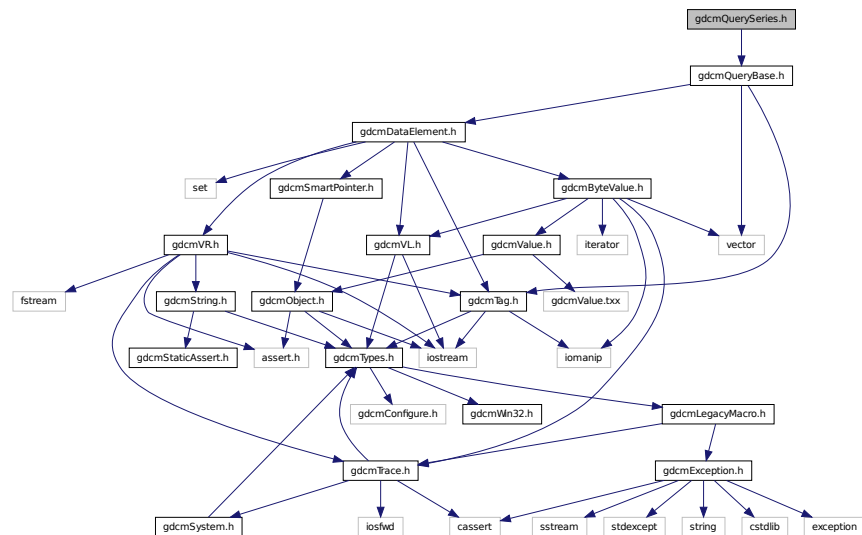 gdcmQuerySeries.h
gdcmQueryBase.h
gdcmDataElement.h
set
gdcmSmartPointer.h
gdcmByteValue.h
gdcmVR.h
gdcmVL.h
gdcmValue.h
iterator
vector
fstream
gdcmString.h
gdcmObject.h
gdcmTag.h
gdcmValue.txx
gdcmStaticAssert.h
assert.h
gdcmTypes.h
iostream
iomanip
gdcmConfigure.h
gdcmWin32.h
gdcmLegacyMacro.h
gdcmTrace.h
gdcmException.h
gdcmSystem.h
iosfwd
cassert
sstream
stdexcept
string
cstdlib
exception